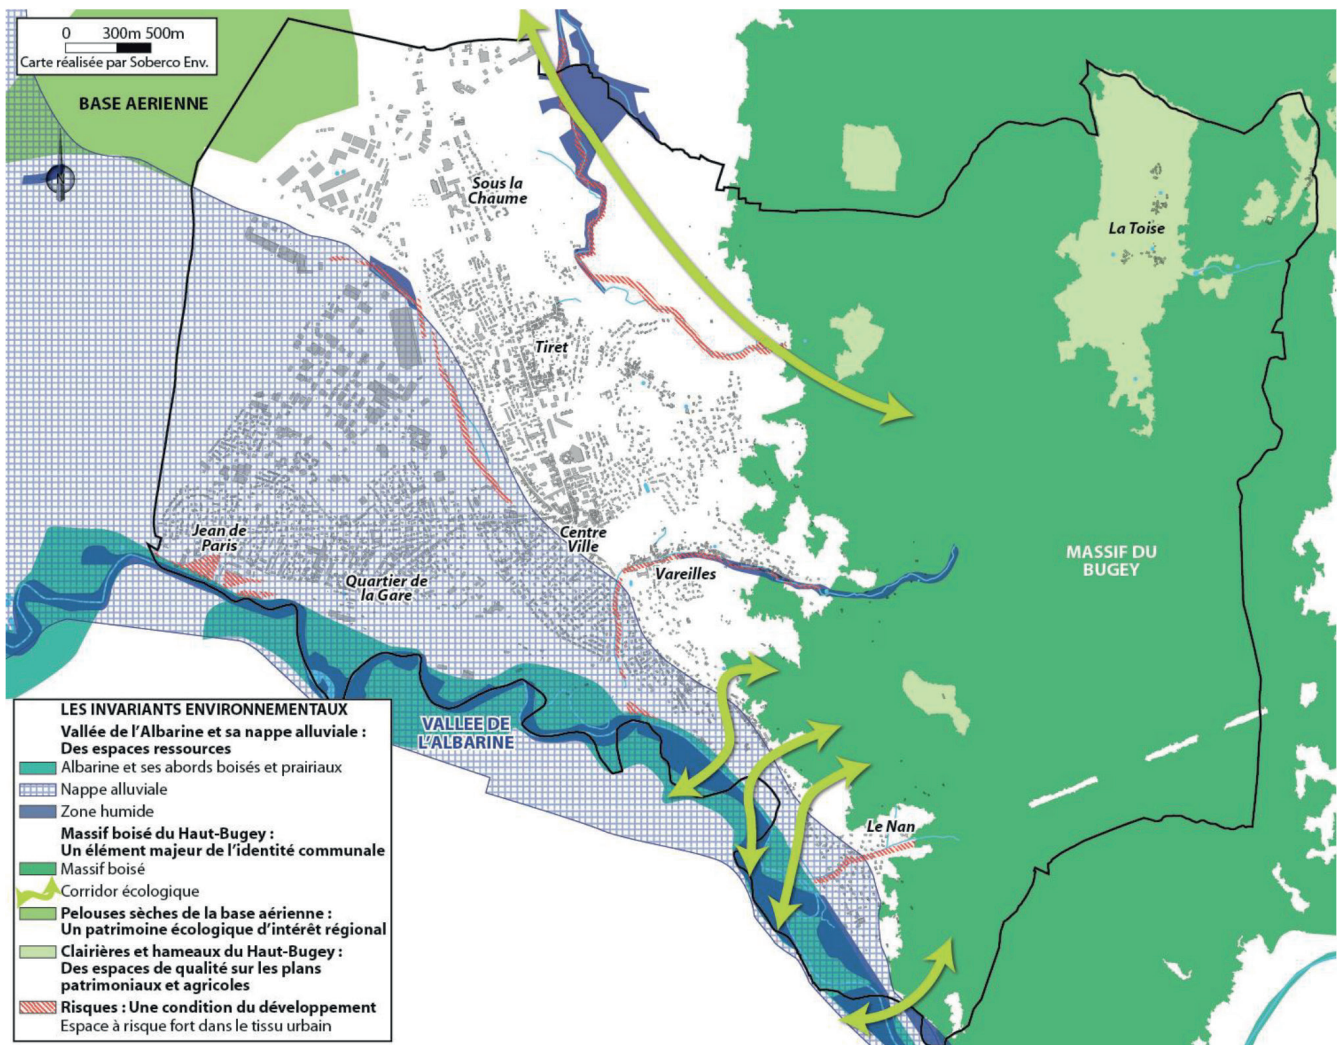 0 300m 500m
Carte réalisée par Soberco Env.
BASE AERIENNE
Sous la
Chaume
La Toise
Tiret
Jean de
Paris
Centre
Ville
Quartier de
la Gare
Vareilles
MASSIF DU
BUGEY
VALLEE DE
L'ALBARINE
Le Nan
LES INVARIANTS ENVIRONNEMENTAUX
Vallée de l'Albarine et sa nappe alluviale :
Des espaces ressources
Albarine et ses abords boisés et prairiaux
Nappe alluviale
Zone humide
Massif boisé du Haut-Bugey :
Un élément majeur de l'identité communale
Massif boisé
Corridor écologique
Pelouses sèches de la base aérienne :
Un patrimoine écologique d'intérêt régional
Clairières et hameaux du Haut-Bugey :
Des espaces de qualité sur les plans
patrimoniaux et agricoles
Risques : Une condition du développement
Espace à risque fort dans le tissu urbain